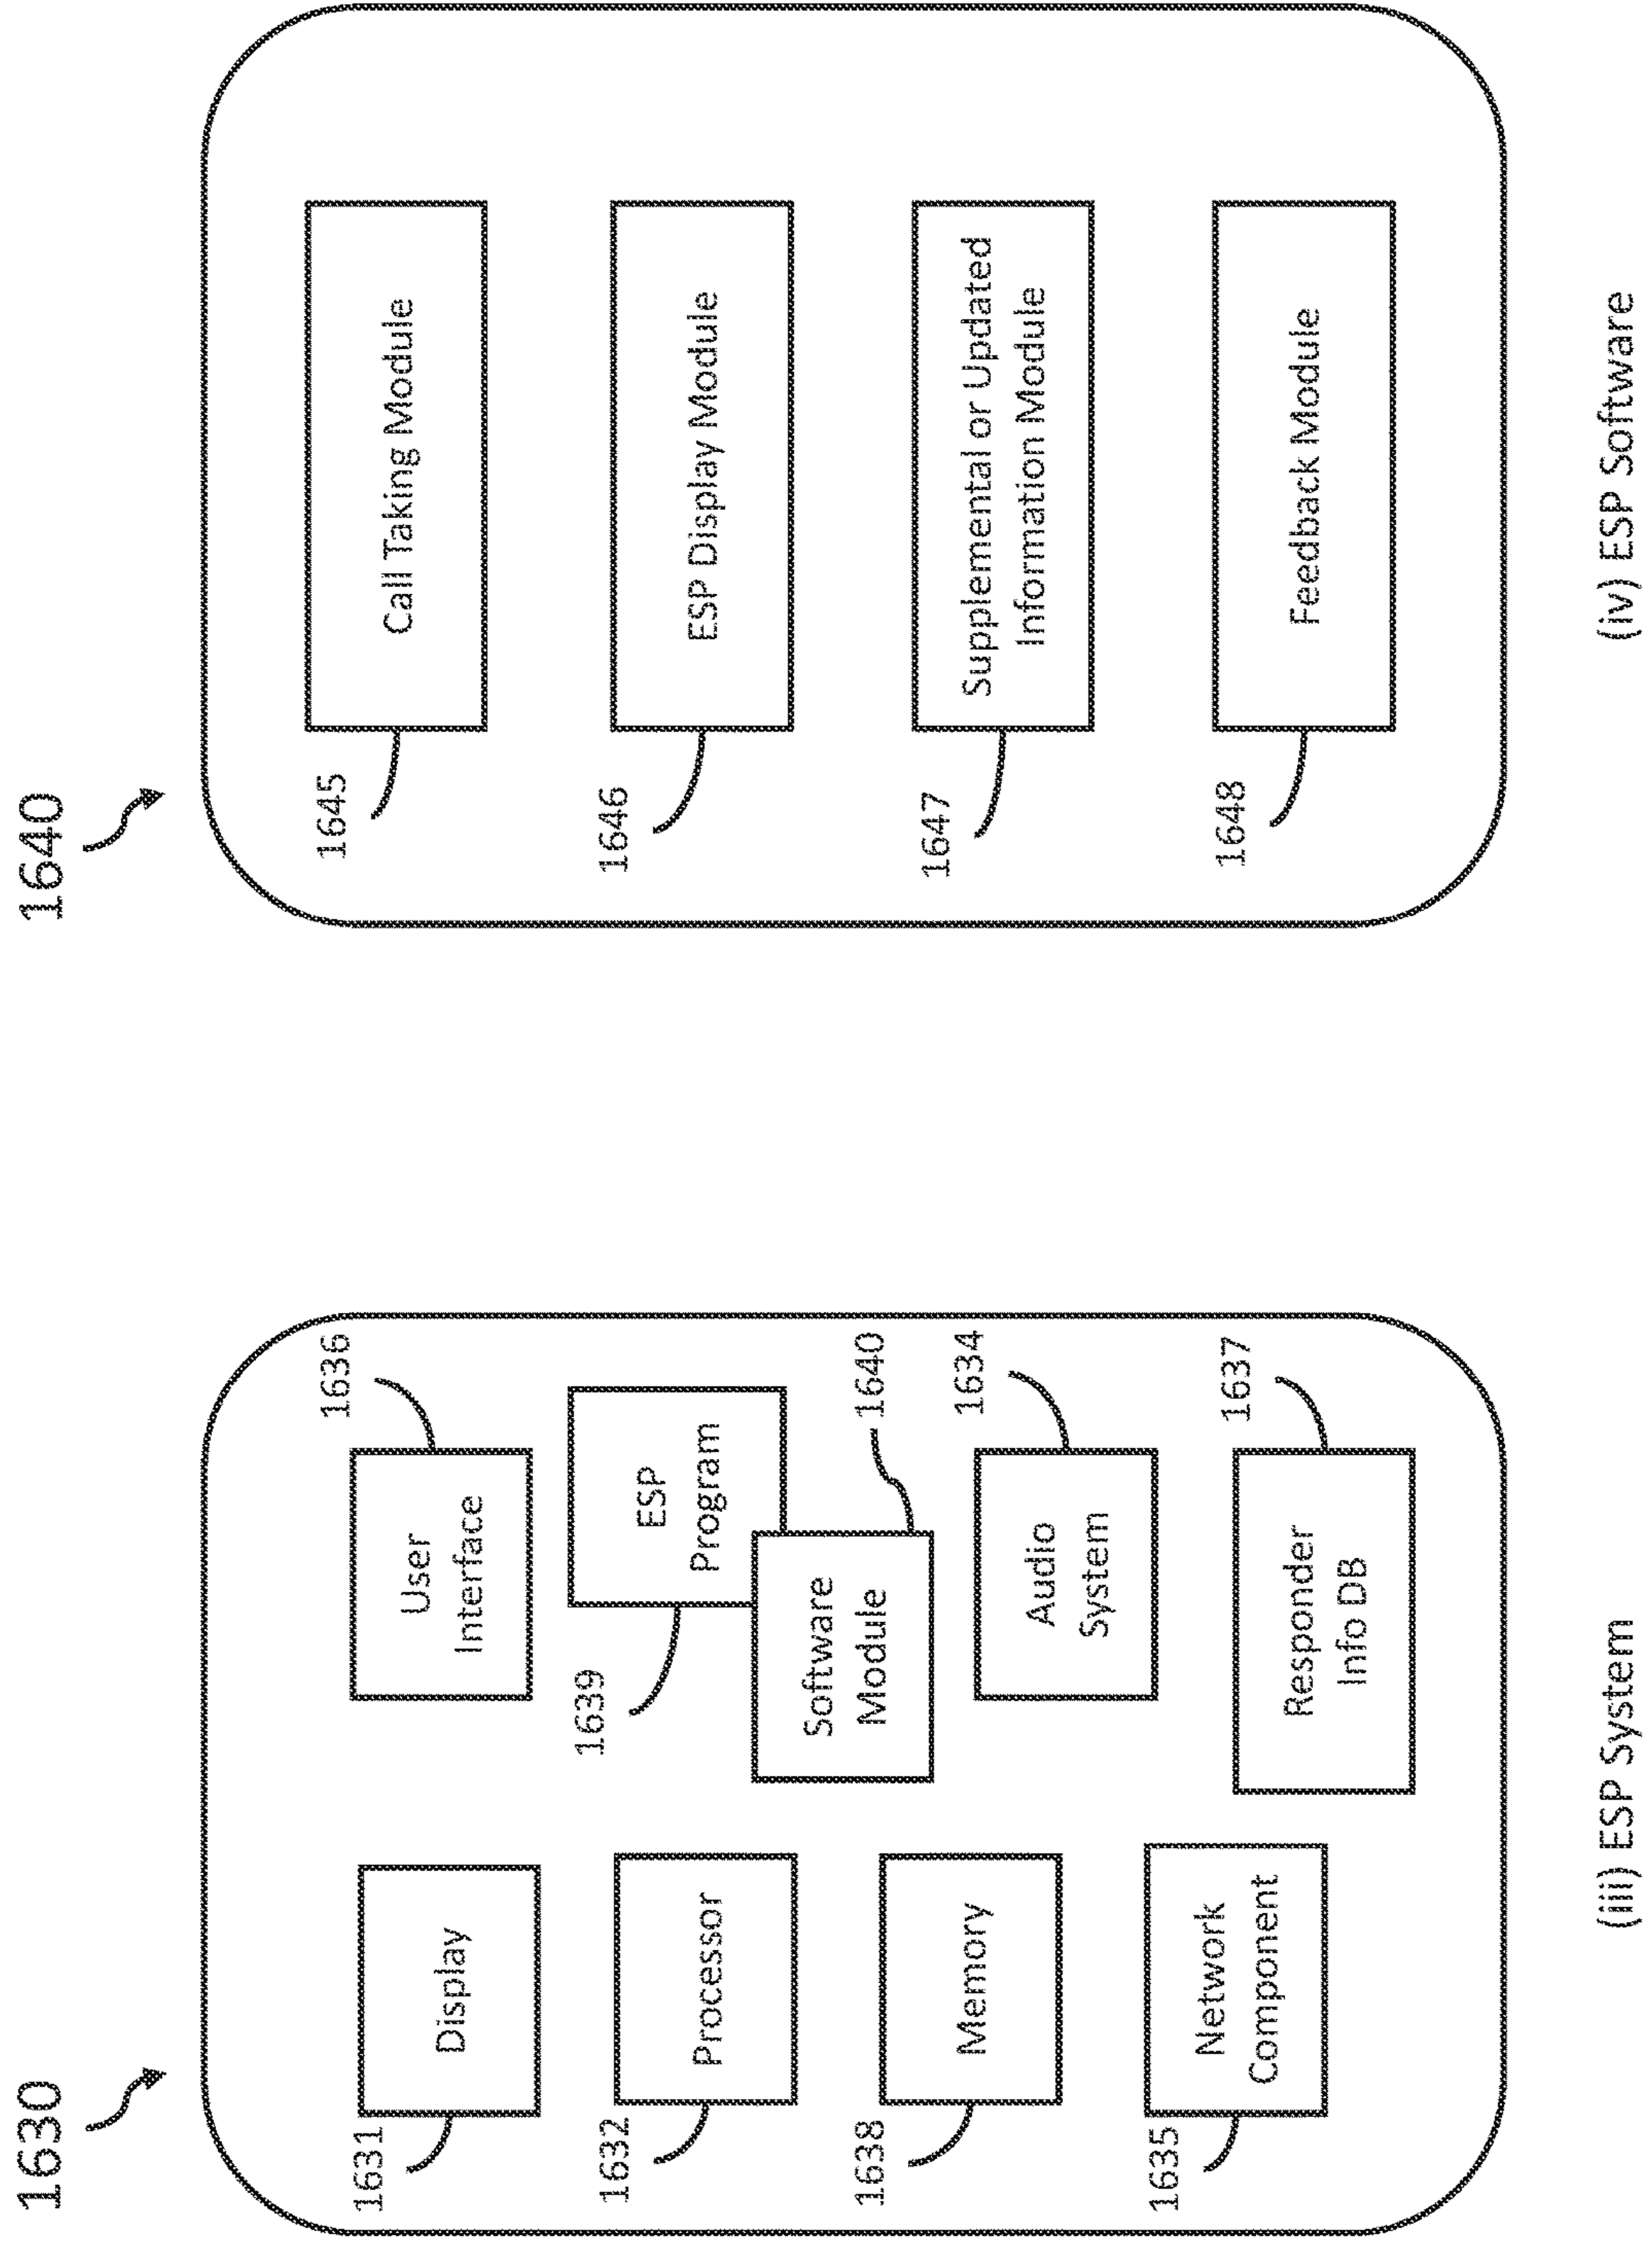 1630
1631
Display
1636
User
Interface
1632
Processor
1639
ESP
Program
1638
Memory
Software
Module
1640
1635
Network
Component
1634
Audio
System
1637
Responder
Info DB
(iii) ESP System
1640
1645
Call Taking Module
1646
ESP Display Module
1647
Supplemental or Updated
Information Module
1648
Feedback Module
(iv) ESP Software